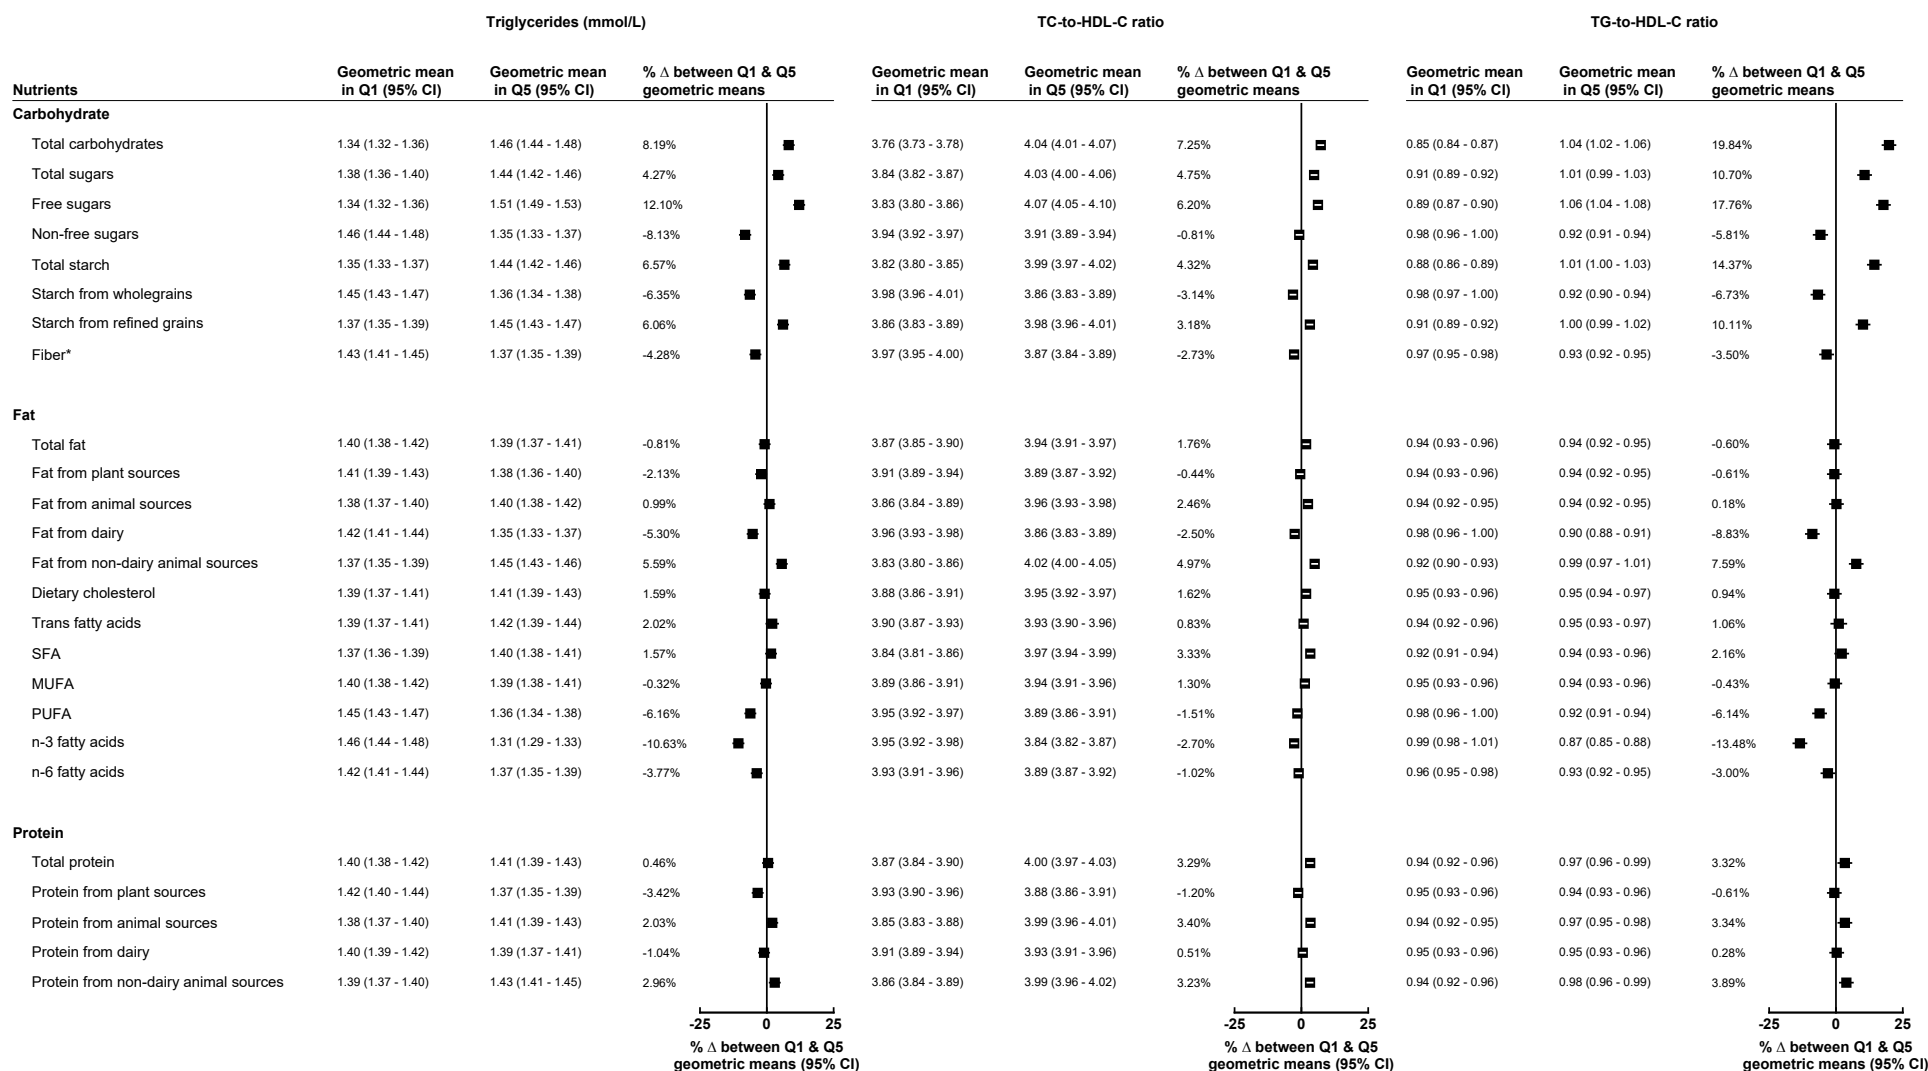 Triglycerides (mmol/L) TC-to-HDL-C ratio TG-to-HDL-C ratio
Geometric mean Geometric mean % Δ between Q1 & Q5 Geometric mean Geometric mean % Δ between Q1 & Q5 Geometric mean Geometric mean % Δ between Q1 & Q5
Nutrients in Q1 (95% CI) in Q5 (95% CI) geometric means in Q1 (95% CI) in Q5 (95% CI) geometric means in Q1 (95% CI) in Q5 (95% CI) geometric means
Carbohydrate
Total carbohydrates 1.34 (1.32 - 1.36) 1.46 (1.44 - 1.48) 8.19% 3.76 (3.73 - 3.78) 4.04 (4.01 - 4.07) 7.25% 0.85 (0.84 - 0.87) 1.04 (1.02 - 1.06) 19.84%
Total sugars 1.38 (1.36 - 1.40) 1.44 (1.42 - 1.46) 4.27% 3.84 (3.82 - 3.87) 4.03 (4.00 - 4.06) 4.75% 0.91 (0.89 - 0.92) 1.01 (0.99 - 1.03) 10.70%
Free sugars 1.34 (1.32 - 1.36) 1.51 (1.49 - 1.53) 12.10% 3.83 (3.80 - 3.86) 4.07 (4.05 - 4.10) 6.20% 0.89 (0.87 - 0.90) 1.06 (1.04 - 1.08) 17.76%
Non-free sugars 1.46 (1.44 - 1.48) 1.35 (1.33 - 1.37) -8.13% 3.94 (3.92 - 3.97) 3.91 (3.89 - 3.94) -0.81% 0.98 (0.96 - 1.00) 0.92 (0.91 - 0.94) -5.81%
Total starch 1.35 (1.33 - 1.37) 1.44 (1.42 - 1.46) 6.57% 3.82 (3.80 - 3.85) 3.99 (3.97 - 4.02) 4.32% 0.88 (0.86 - 0.89) 1.01 (1.00 - 1.03) 14.37%
Starch from wholegrains 1.45 (1.43 - 1.47) 1.36 (1.34 - 1.38) -6.35% 3.98 (3.96 - 4.01) 3.86 (3.83 - 3.89) -3.14% 0.98 (0.97 - 1.00) 0.92 (0.90 - 0.94) -6.73%
Starch from refined grains 1.37 (1.35 - 1.39) 1.45 (1.43 - 1.47) 6.06% 3.86 (3.83 - 3.89) 3.98 (3.96 - 4.01) 3.18% 0.91 (0.89 - 0.92) 1.00 (0.99 - 1.02) 10.11%
Fiber* 1.43 (1.41 - 1.45) 1.37 (1.35 - 1.39) -4.28% 3.97 (3.95 - 4.00) 3.87 (3.84 - 3.89) -2.73% 0.97 (0.95 - 0.98) 0.93 (0.92 - 0.95) -3.50%
Fat
Total fat 1.40 (1.38 - 1.42) 1.39 (1.37 - 1.41) -0.81% 3.87 (3.85 - 3.90) 3.94 (3.91 - 3.97) 1.76% 0.94 (0.93 - 0.96) 0.94 (0.92 - 0.95) -0.60%
Fat from plant sources 1.41 (1.39 - 1.43) 1.38 (1.36 - 1.40) -2.13% 3.91 (3.89 - 3.94) 3.89 (3.87 - 3.92) -0.44% 0.94 (0.93 - 0.96) 0.94 (0.92 - 0.95) -0.61%
Fat from animal sources 1.38 (1.37 - 1.40) 1.40 (1.38 - 1.42) 0.99% 3.86 (3.84 - 3.89) 3.96 (3.93 - 3.98) 2.46% 0.94 (0.92 - 0.95) 0.94 (0.92 - 0.95) 0.18%
Fat from dairy 1.42 (1.41 - 1.44) 1.35 (1.33 - 1.37) -5.30% 3.96 (3.93 - 3.98) 3.86 (3.83 - 3.89) -2.50% 0.98 (0.96 - 1.00) 0.90 (0.88 - 0.91) -8.83%
Fat from non-dairy animal sources 1.37 (1.35 - 1.39) 1.45 (1.43 - 1.46) 5.59% 3.83 (3.80 - 3.86) 4.02 (4.00 - 4.05) 4.97% 0.92 (0.90 - 0.93) 0.99 (0.97 - 1.01) 7.59%
Dietary cholesterol 1.39 (1.37 - 1.41) 1.41 (1.39 - 1.43) 1.59% 3.88 (3.86 - 3.91) 3.95 (3.92 - 3.97) 1.62% 0.95 (0.93 - 0.96) 0.95 (0.94 - 0.97) 0.94%
Trans fatty acids 1.39 (1.37 - 1.41) 1.42 (1.39 - 1.44) 2.02% 3.90 (3.87 - 3.93) 3.93 (3.90 - 3.96) 0.83% 0.94 (0.92 - 0.96) 0.95 (0.93 - 0.97) 1.06%
SFA 1.37 (1.36 - 1.39) 1.40 (1.38 - 1.41) 1.57% 3.84 (3.81 - 3.86) 3.97 (3.94 - 3.99) 3.33% 0.92 (0.91 - 0.94) 0.94 (0.93 - 0.96) 2.16%
MUFA 1.40 (1.38 - 1.42) 1.39 (1.38 - 1.41) -0.32% 3.89 (3.86 - 3.91) 3.94 (3.91 - 3.96) 1.30% 0.95 (0.93 - 0.96) 0.94 (0.93 - 0.96) -0.43%
PUFA 1.45 (1.43 - 1.47) 1.36 (1.34 - 1.38) -6.16% 3.95 (3.92 - 3.97) 3.89 (3.86 - 3.91) -1.51% 0.98 (0.96 - 1.00) 0.92 (0.91 - 0.94) -6.14%
n-3 fatty acids 1.46 (1.44 - 1.48) 1.31 (1.29 - 1.33) -10.63% 3.95 (3.92 - 3.98) 3.84 (3.82 - 3.87) -2.70% 0.99 (0.98 - 1.01) 0.87 (0.85 - 0.88) -13.48%
n-6 fatty acids 1.42 (1.41 - 1.44) 1.37 (1.35 - 1.39) -3.77% 3.93 (3.91 - 3.96) 3.89 (3.87 - 3.92) -1.02% 0.96 (0.95 - 0.98) 0.93 (0.92 - 0.95) -3.00%
Protein
Total protein 1.40 (1.38 - 1.42) 1.41 (1.39 - 1.43) 0.46% 3.87 (3.84 - 3.90) 4.00 (3.97 - 4.03) 3.29% 0.94 (0.92 - 0.96) 0.97 (0.96 - 0.99) 3.32%
Protein from plant sources 1.42 (1.40 - 1.44) 1.37 (1.35 - 1.39) -3.42% 3.93 (3.90 - 3.96) 3.88 (3.86 - 3.91) -1.20% 0.95 (0.93 - 0.96) 0.94 (0.93 - 0.96) -0.61%
Protein from animal sources 1.38 (1.37 - 1.40) 1.41 (1.39 - 1.43) 2.03% 3.85 (3.83 - 3.88) 3.99 (3.96 - 4.01) 3.40% 0.94 (0.92 - 0.95) 0.97 (0.95 - 0.98) 3.34%
Protein from dairy 1.40 (1.39 - 1.42) 1.39 (1.37 - 1.41) -1.04% 3.91 (3.89 - 3.94) 3.93 (3.91 - 3.96) 0.51% 0.95 (0.93 - 0.96) 0.95 (0.93 - 0.96) 0.28%
Protein from non-dairy animal sources 1.39 (1.37 - 1.40) 1.43 (1.41 - 1.45) 2.96% 3.86 (3.84 - 3.89) 3.99 (3.96 - 4.02) 3.23% 0.94 (0.92 - 0.96) 0.98 (0.96 - 0.99) 3.89%
-25 0 25 -25 0 25 -25 0 25
% Δ between Q1 & Q5 % Δ between Q1 & Q5 % Δ between Q1 & Q5
geometric means (95% CI) geometric means (95% CI) geometric means (95% CI)